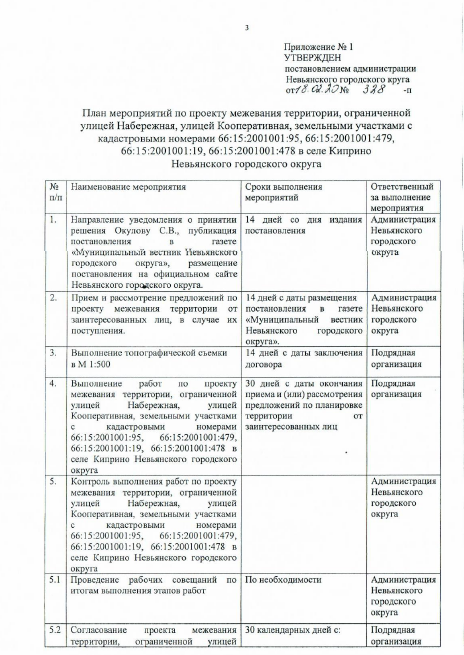 3
Приложение № 1
УТВЕРЖДЕН
постановлением администрации
Невьянского городского круга
от 18.02.20 № 328 -п
План мероприятий по проекту межевания территории, ограниченной
улицей Набережная, улицей Кооперативная, земельными участками с
кадастровыми номерами 66:15:2001001:95, 66:15:2001001:479,
66:15:2001001:19, 66:15:2001001:478 в селе Киприно
Невьянского городского округа
№ п/п
Наименование мероприятия
Сроки выполнения
мероприятий
Ответственный
за выполнение
мероприятия
1.
Направление уведомления о принятии
решения Окулову С.В., публикация
постановления в газете
«Муниципальный вестник Невьянского
городского округа», размещение
постановления на официальном сайте
Невьянского городского округа.
14 дней со дня издания
постановления
Администрация
Невьянского
городского
округа
2.
Прием и рассмотрение предложений по
проекту межевания территории от
заинтересованных лиц, в случае их
поступления.
14 дней с даты размещения
постановления в газете
«Муниципальный вестник
Невьянского городского
округа».
Администрация
Невьянского
городского
округа
3.
Выполнение топографической съемки
в М 1:500
14 дней с даты заключения
договора
Подрядная
организация
4.
Выполнение работ по проекту
межевания территории, ограниченной
улицей Набережная, улицей
Кооперативная, земельными участками
с кадастровыми номерами
66:15:2001001:95, 66:15:2001001:479,
66:15:2001001:19, 66:15:2001001:478 в
селе Киприно Невьянского городского
округа
30 дней с даты окончания
приема и (или) рассмотрения
предложений по планировке
территории от
заинтересованных лиц
Подрядная
организация
5.
Контроль выполнения работ по проекту
межевания территории, ограниченной
улицей Набережная, улицей
Кооперативная, земельными участками
с кадастровыми номерами
66:15:2001001:95, 66:15:2001001:479,
66:15:2001001:19, 66:15:2001001:478 в
селе Киприно Невьянского городского
округа
Администрация
Невьянского
городского
округа
5.1
Проведение рабочих совещаний по
итогам выполнения этапов работ
По необходимости
Администрация
Невьянского
городского
округа
5.2
Согласование проекта межевания
территории, ограниченной улицей
30 календарных дней с:
Подрядная
организация